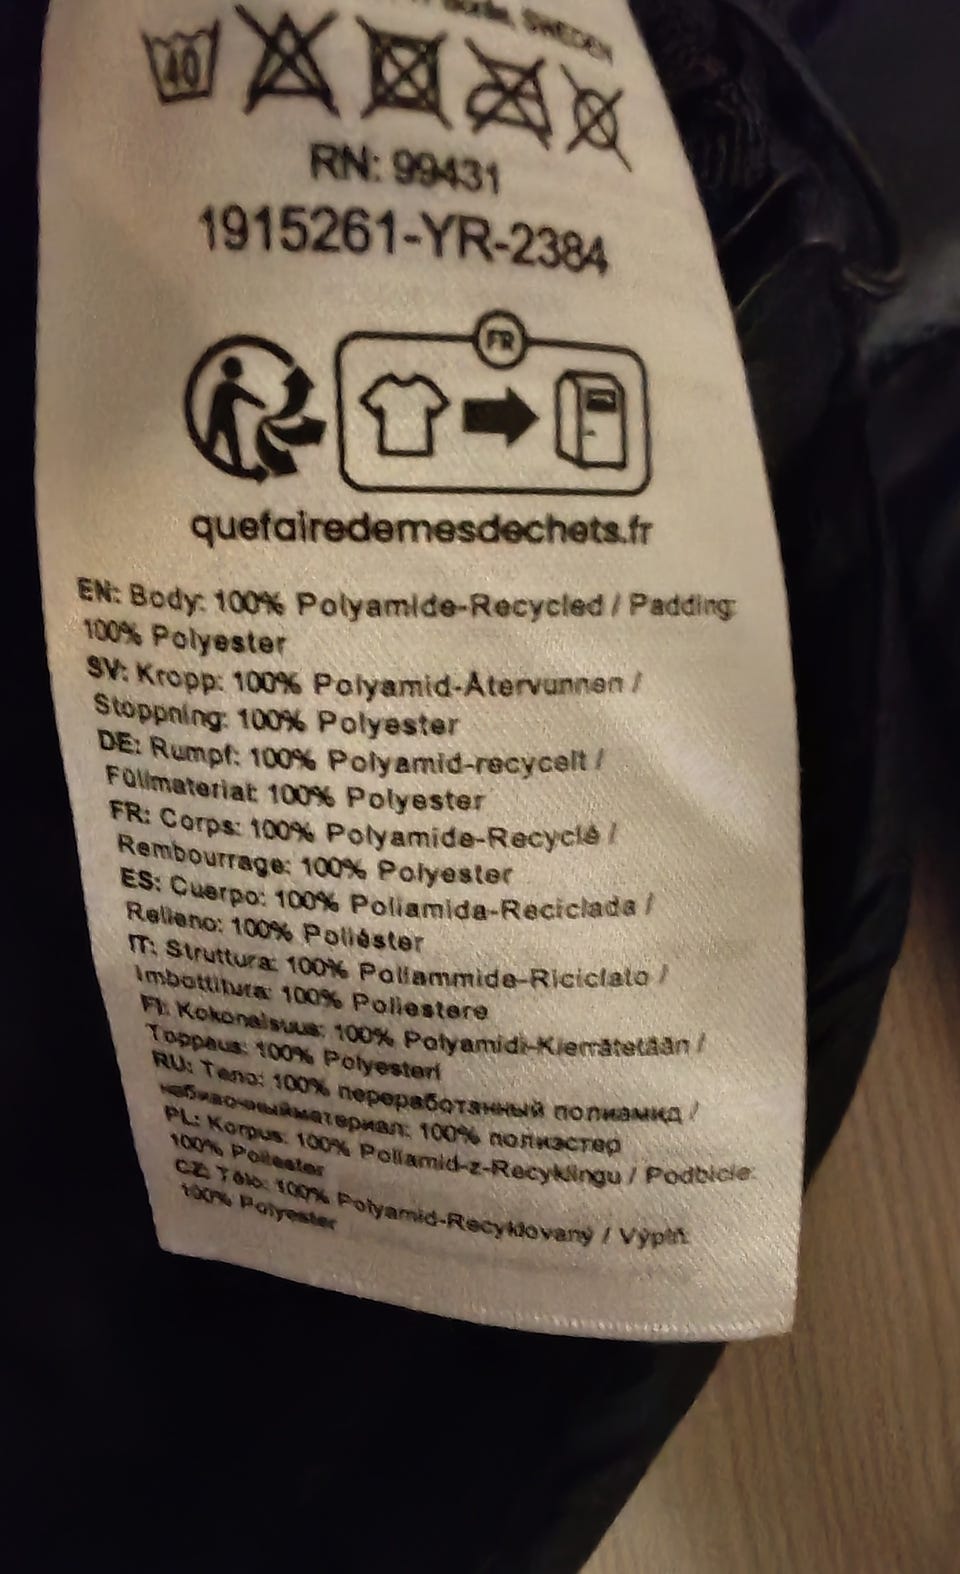 Borås, SWEDEN
40
RN: 99431
1915261-YR-2384
FR
quefairedemesdechets.fr
EN: Body: 100% Polyamide-Recycled / Padding:
100% Polyester
SV: Kropp: 100% Polyamid-Återvunnen /
Stoppning: 100% Polyester
DE: Rumpf: 100% Polyamid-recycelt /
Füllmaterial: 100% Polyester
FR: Corps: 100% Polyamide-Recyclé /
Rembourrage: 100% Polyester
ES: Cuerpo: 100% Poliamida-Reciclada /
Relleno: 100% Poliéster
IT: Struttura: 100% Poliammide-Riciclato /
Imbottitura: 100% Poliestere
FI: Kokonaisuus: 100% Polyamidi-Kierrätetään /
Toppaus: 100% Polyesteri
RU: Тело: 100% переработанный полиамид /
набивочныйматериал: 100% полиэстер
PL: Korpus: 100% Poliamid-z-Recyklingu / Podbicie:
100% Poliester
CZ: Tělo: 100% Polyamid-Recyklovaný / Výplň:
100% Polyester